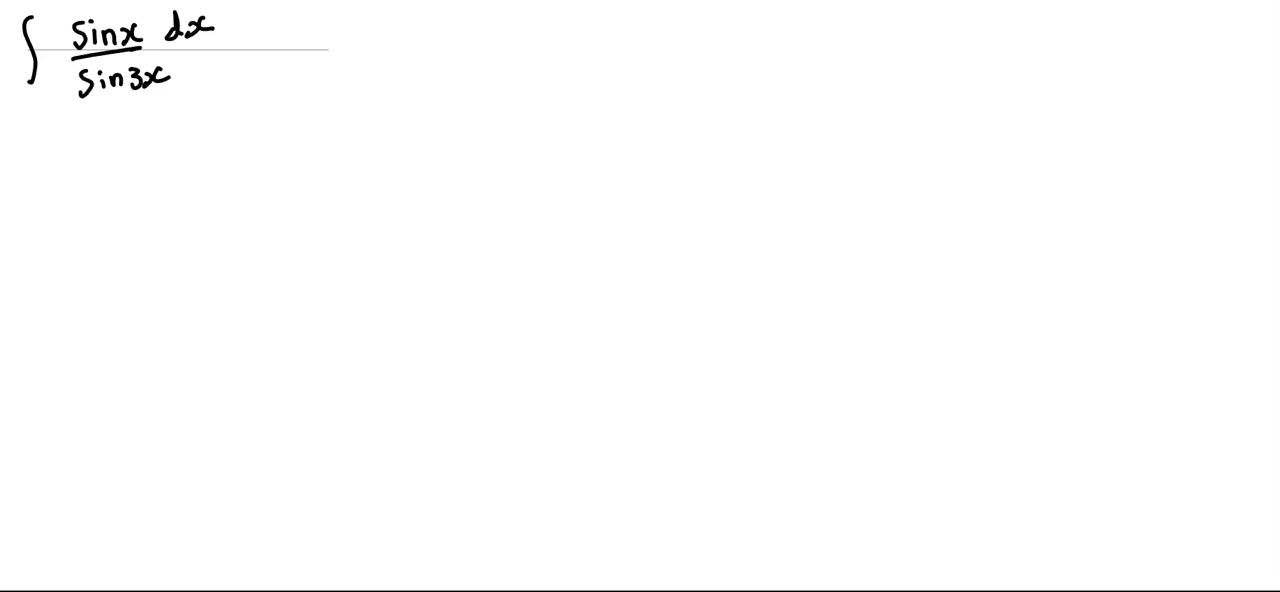 ∫ sinx dx
sin3x